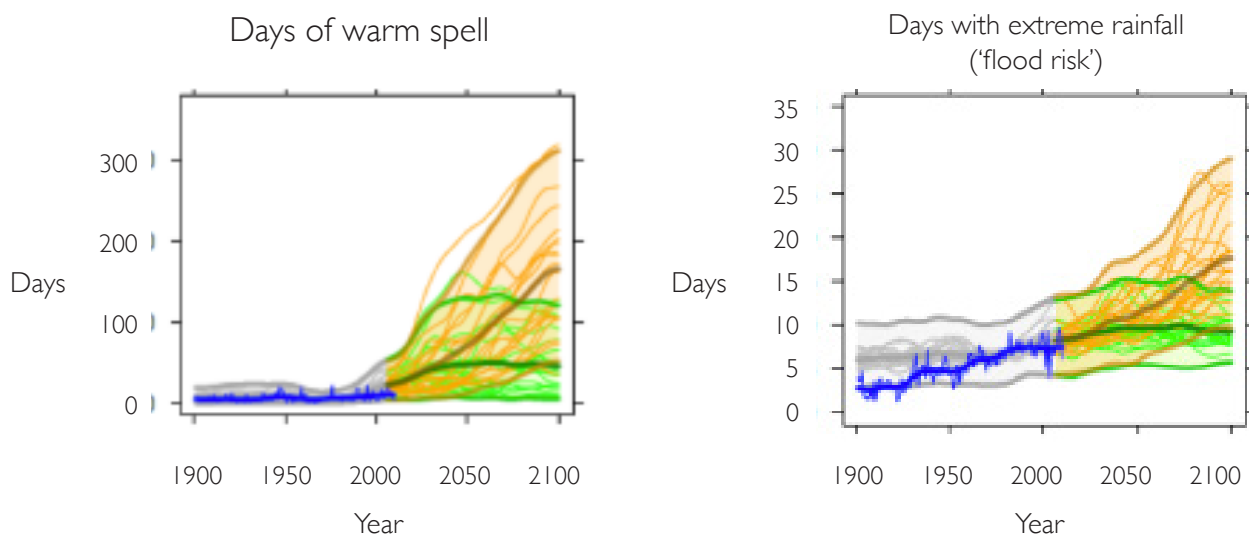 Days of warm spell
300
200
100
0
Days
1900 1950 2000 2050 2100
Year
Days with extreme rainfall
(‘flood risk’)
35
30
25
20
15
10
5
0
Days
1900 1950 2000 2050 2100
Year